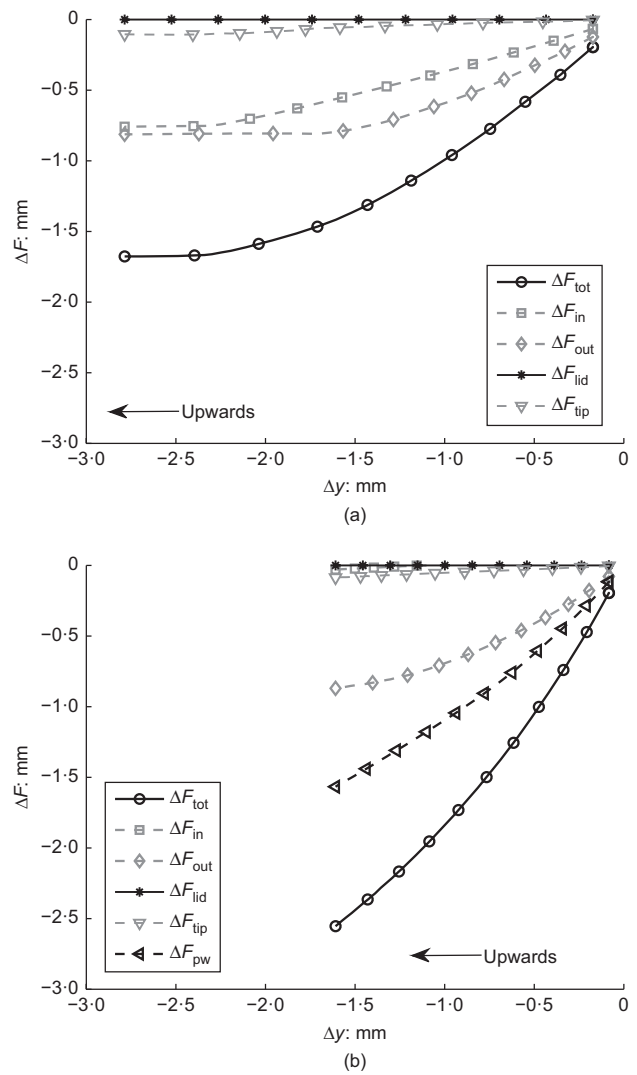 0
−0·5
−1·0
−1·5
−2·0
−2·5
−3·0
ΔF: mm
ΔF_tot
ΔF_in
ΔF_out
ΔF_lid
ΔF_tip
Upwards
−3·0 −2·5 −2·0 −1·5 −1·0 −0·5 0
Δy: mm
(a)
0
−0·5
−1·0
−1·5
−2·0
−2·5
−3·0
ΔF: mm
ΔF_tot
ΔF_in
ΔF_out
ΔF_lid
ΔF_tip
ΔF_pw
Upwards
−3·0 −2·5 −2·0 −1·5 −1·0 −0·5 0
Δy: mm
(b)